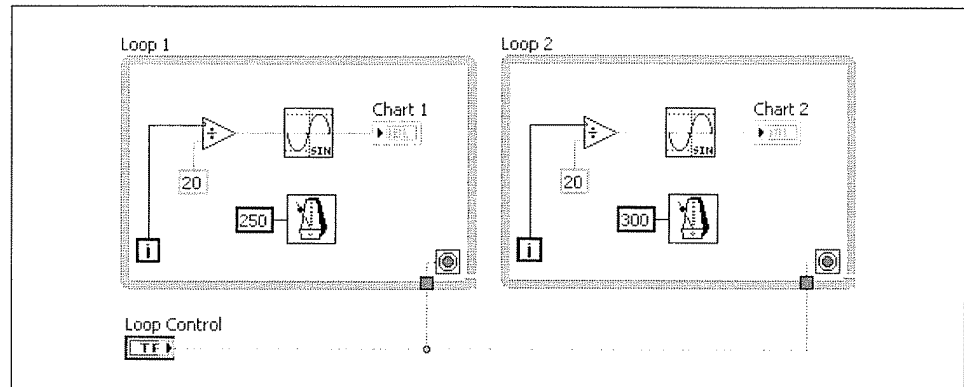 Loop 1
Loop 2
Chart 1
Chart 2
÷
÷
SIN
SIN
20
20
250
300
i
i
Loop Control
TF